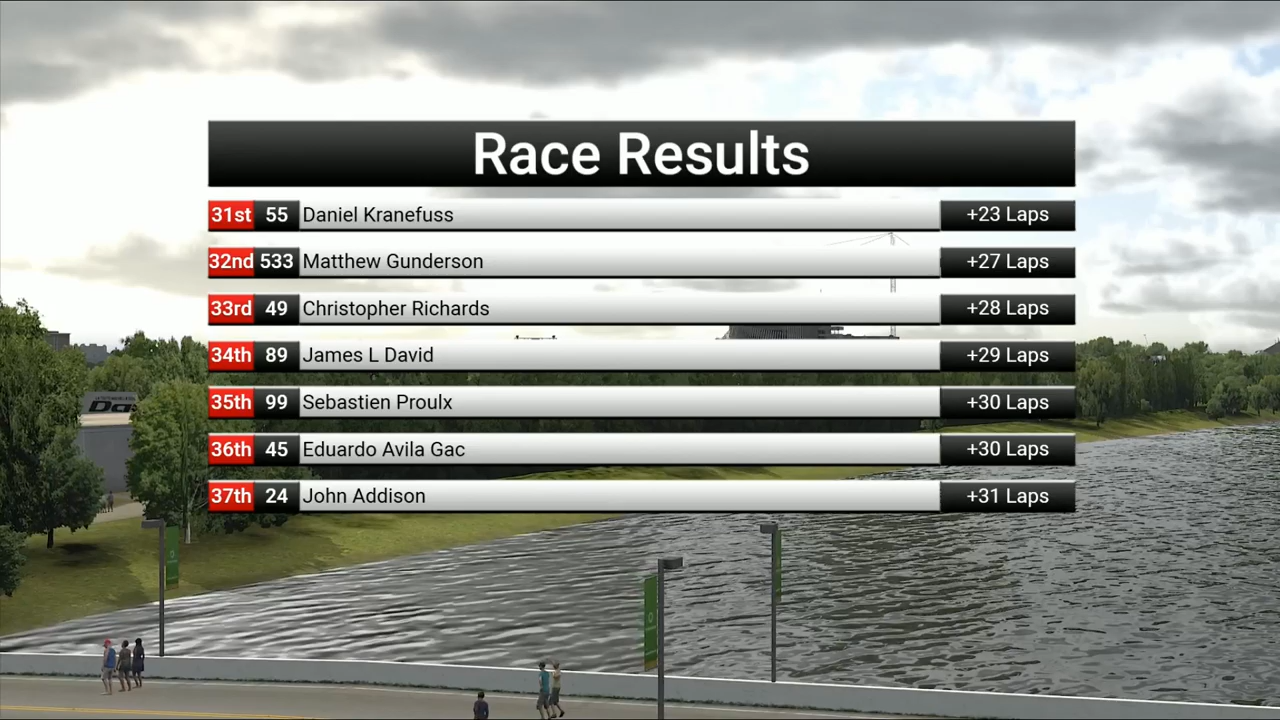 Race Results
31st 55 Daniel Kranefuss +23 Laps
32nd 533 Matthew Gunderson +27 Laps
33rd 49 Christopher Richards +28 Laps
34th 89 James L David +29 Laps
35th 99 Sebastien Proulx +30 Laps
36th 45 Eduardo Avila Gac +30 Laps
37th 24 John Addison +31 Laps